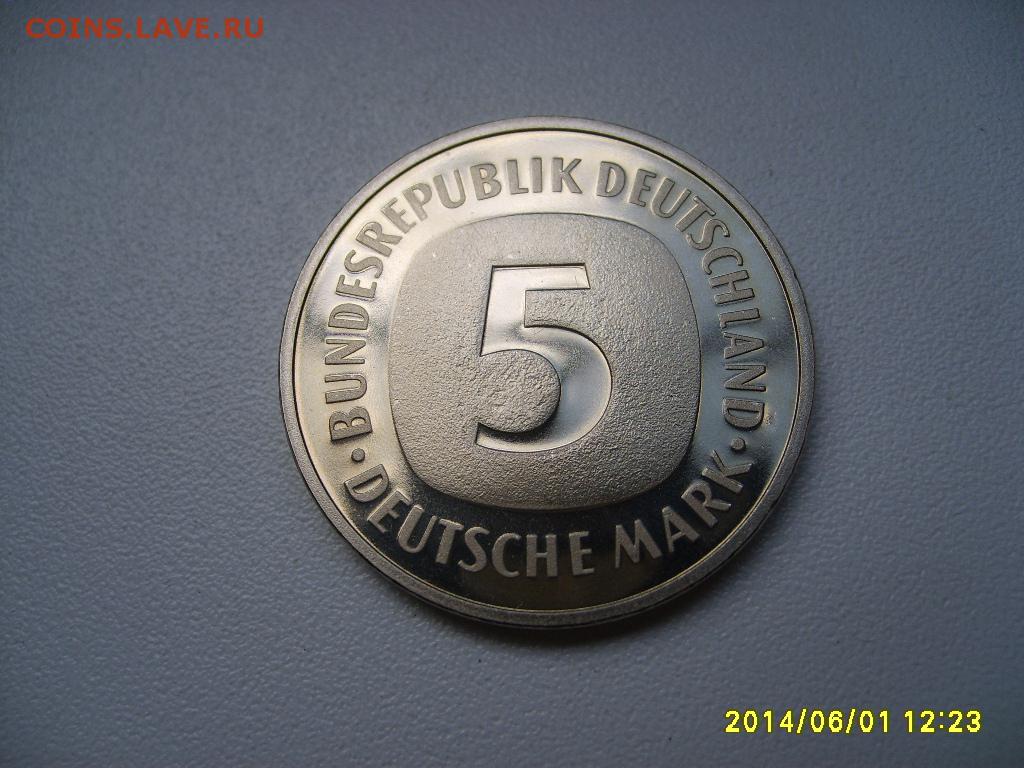 COINS.LAVE.RU
BUNDESREPUBLIK DEUTSCHLAND
5
· DEUTSCHE MARK ·
2014/06/01 12:23